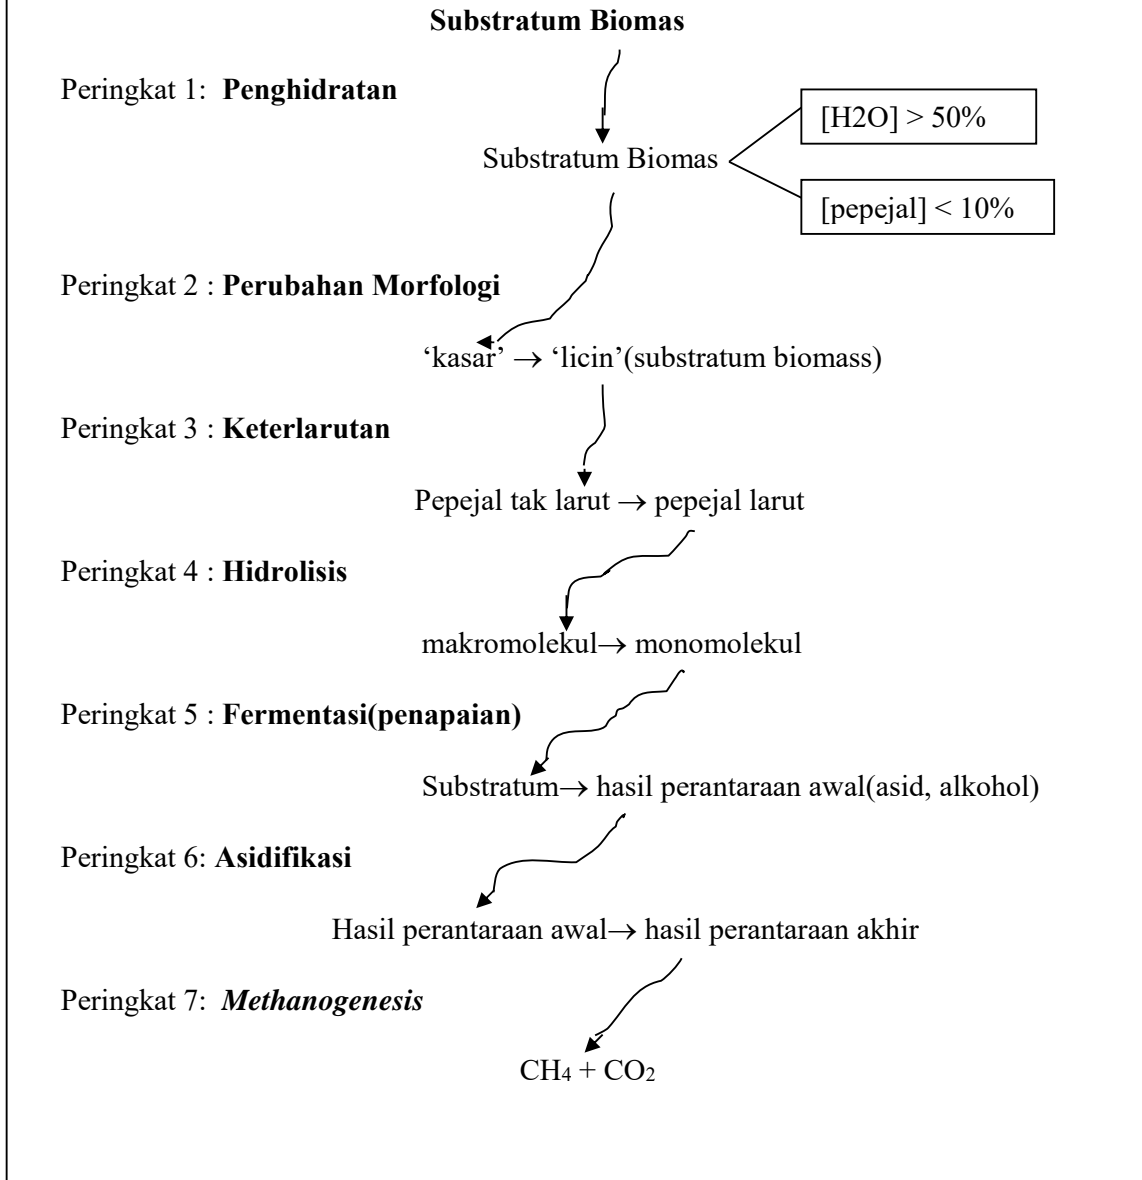 Substratum Biomas
Peringkat 1: Penghidratan
[H2O] > 50%
Substratum Biomas
[pepejal] < 10%
Peringkat 2 : Perubahan Morfologi
‘kasar’ → ‘licin’(substratum biomass)
Peringkat 3 : Keterlarutan
Pepejal tak larut → pepejal larut
Peringkat 4 : Hidrolisis
makromolekul→ monomolekul
Peringkat 5 : Fermentasi(penapaian)
Substratum→ hasil perantaraan awal(asid, alkohol)
Peringkat 6: Asidifikasi
Hasil perantaraan awal→ hasil perantaraan akhir
Peringkat 7: Methanogenesis
CH4 + CO2